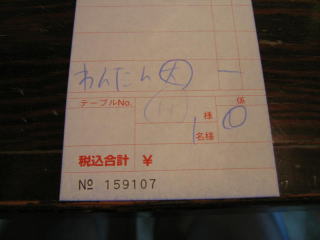 わんたん 大 一
テーブルNo.
様
1 名様
係
税込合計 ¥
№ 159107